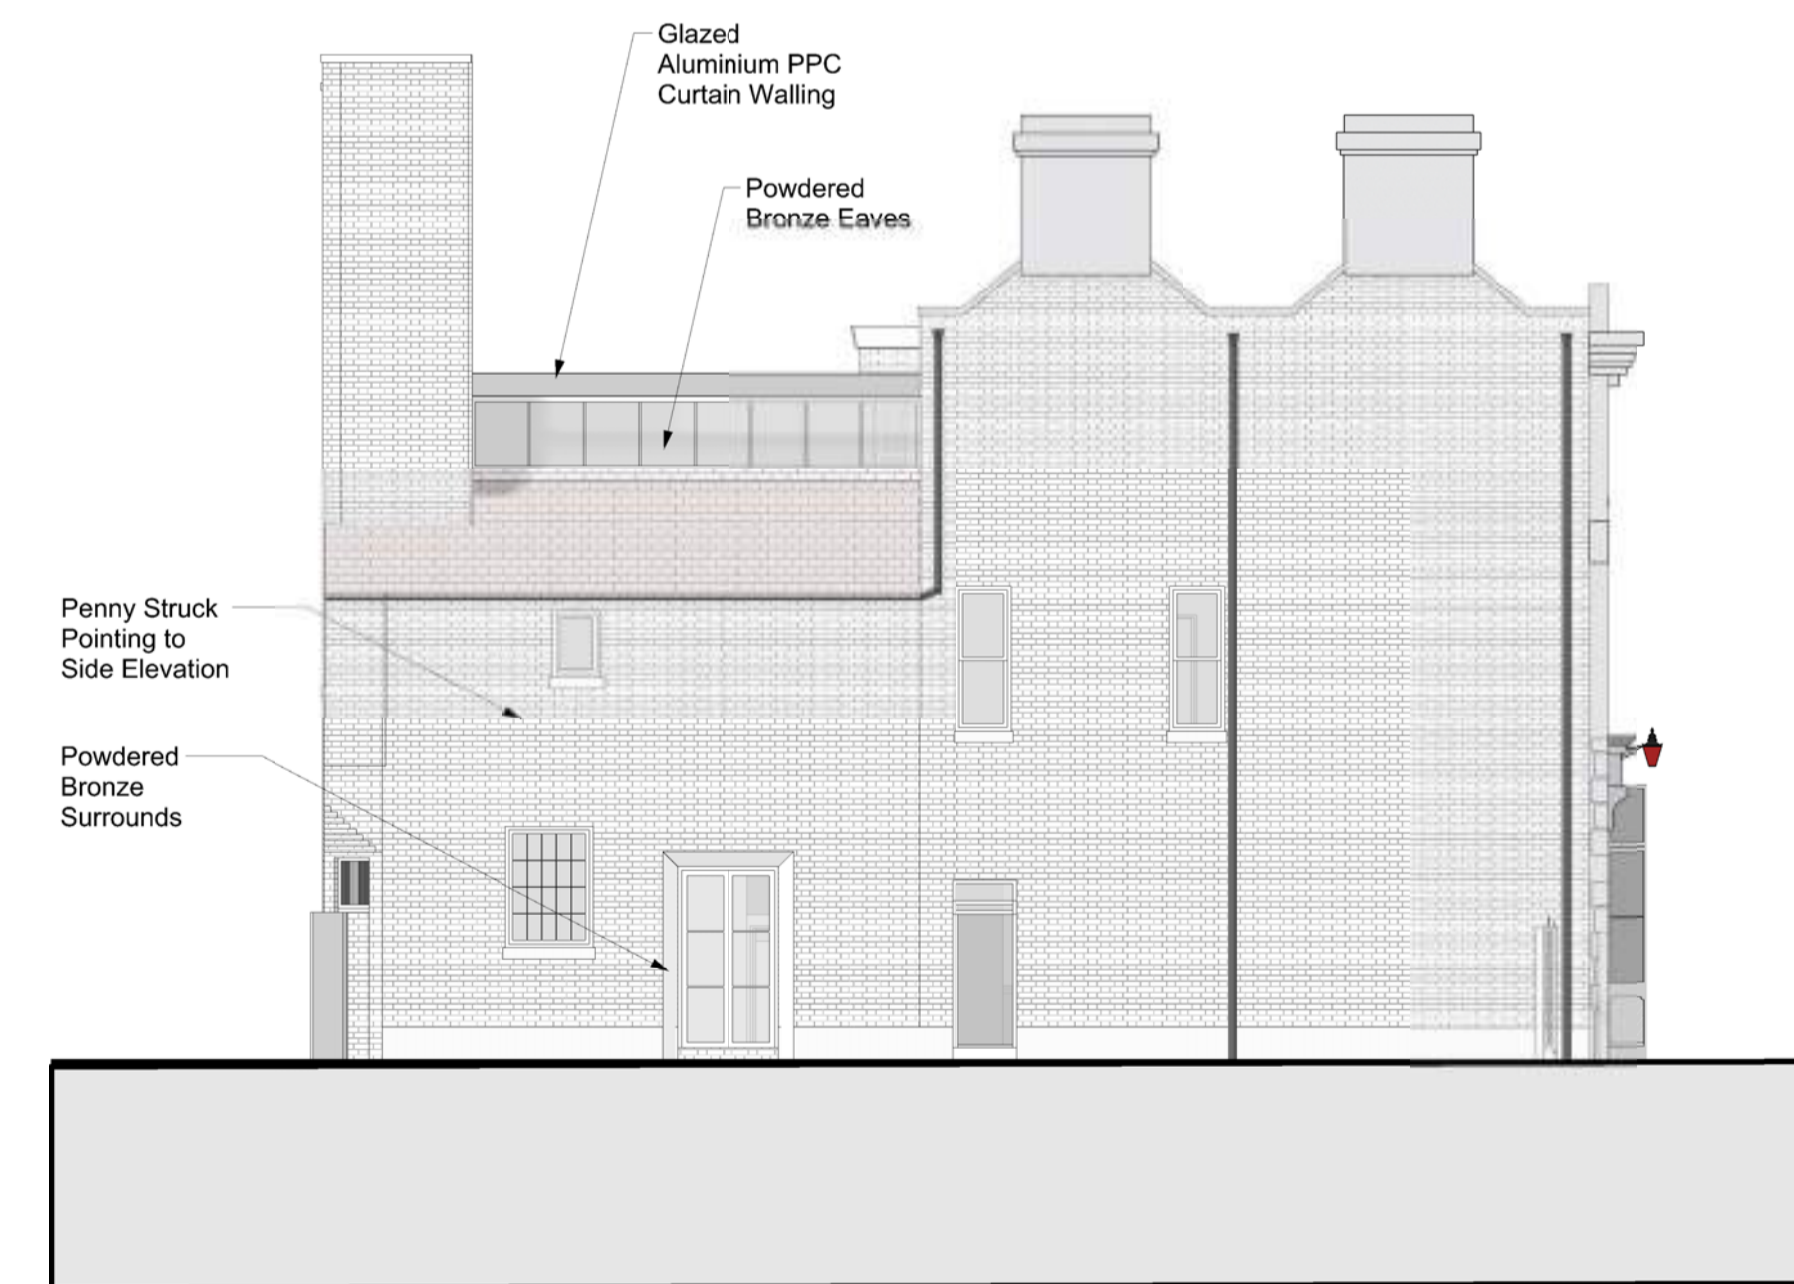 Glazed
Aluminium PPC
Curtain Walling
Powdered
Bronze Eaves
Penny Struck
Pointing to
Side Elevation
Powdered
Bronze
Surrounds